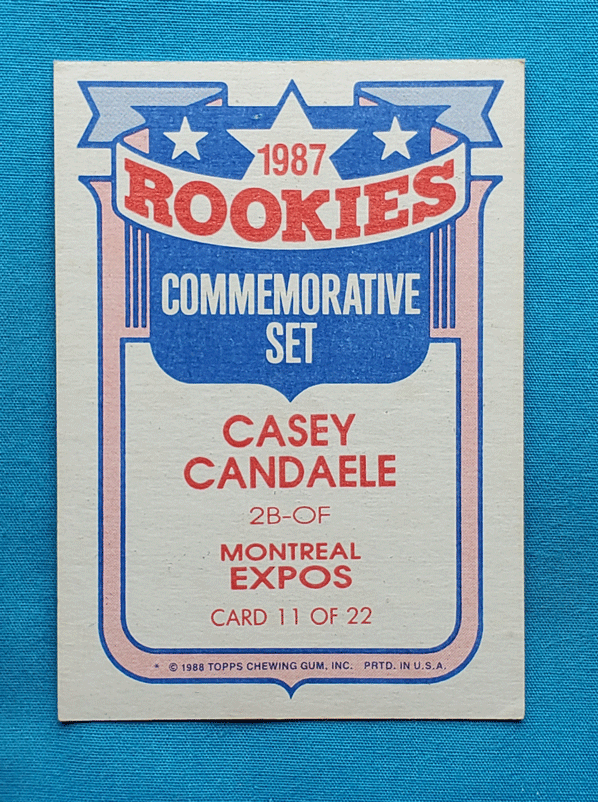 1987
ROOKIES
COMMEMORATIVE
SET
CASEY
CANDAELE
2B-OF
MONTREAL
EXPOS
CARD 11 OF 22
* © 1988 TOPPS CHEWING GUM, INC. PRTD. IN U.S.A.